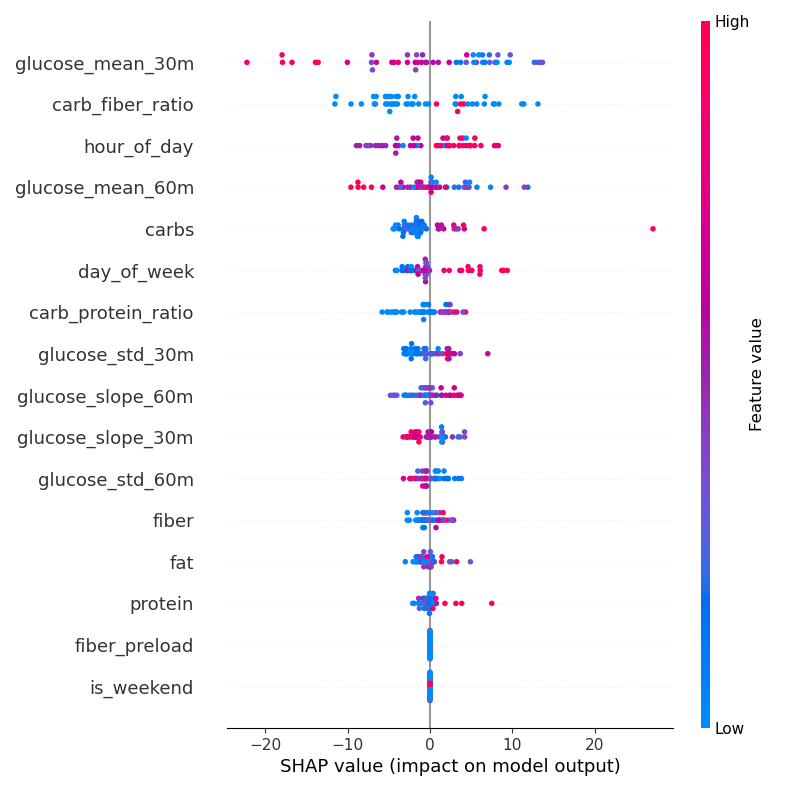 High
glucose_mean_30m
carb_fiber_ratio
hour_of_day
glucose_mean_60m
carbs
day_of_week
carb_protein_ratio
glucose_std_30m
glucose_slope_60m
glucose_slope_30m
glucose_std_60m
fiber
fat
protein
fiber_preload
is_weekend
Feature value
Low
−20 −10 0 10 20
SHAP value (impact on model output)